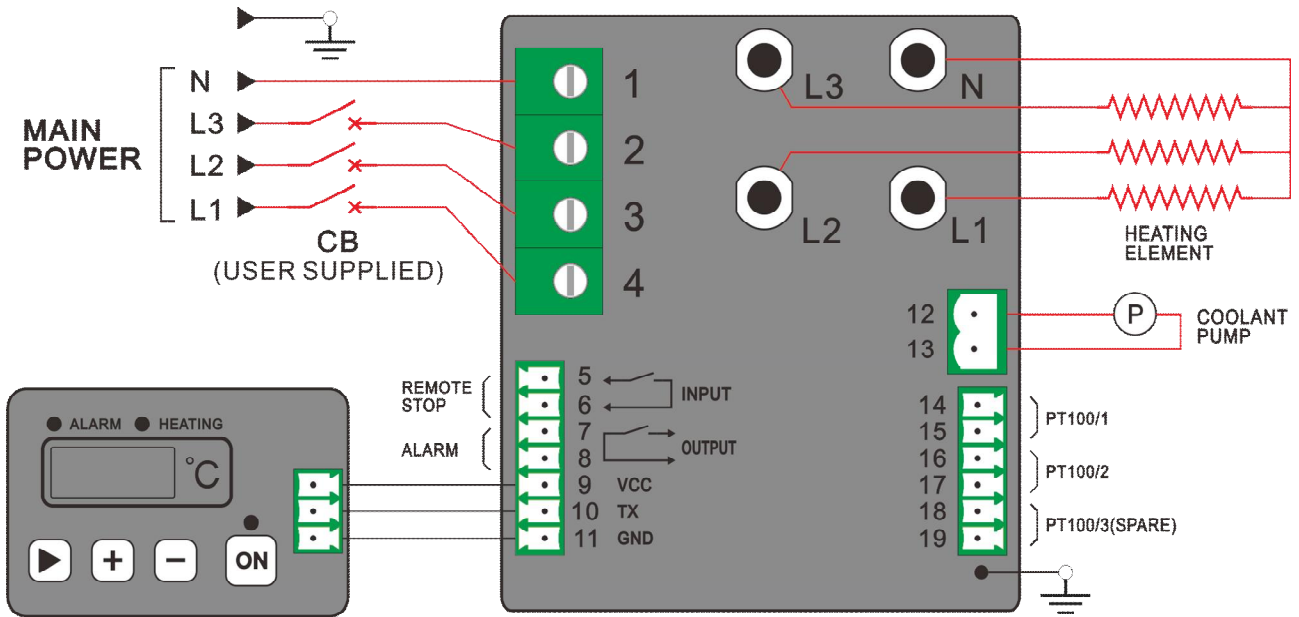 MAIN
POWER
N
L3
L2
L1
CB
(USER SUPPLIED)
1
2
3
4
L3
N
L2
L1
HEATING
ELEMENT
12
13
P
COOLANT
PUMP
REMOTE
STOP
5
6
INPUT
ALARM
7
8
OUTPUT
9 VCC
10 TX
11 GND
14
15
PT100/1
16
17
PT100/2
18
19
PT100/3(SPARE)
ALARM HEATING
°C
+
−
ON